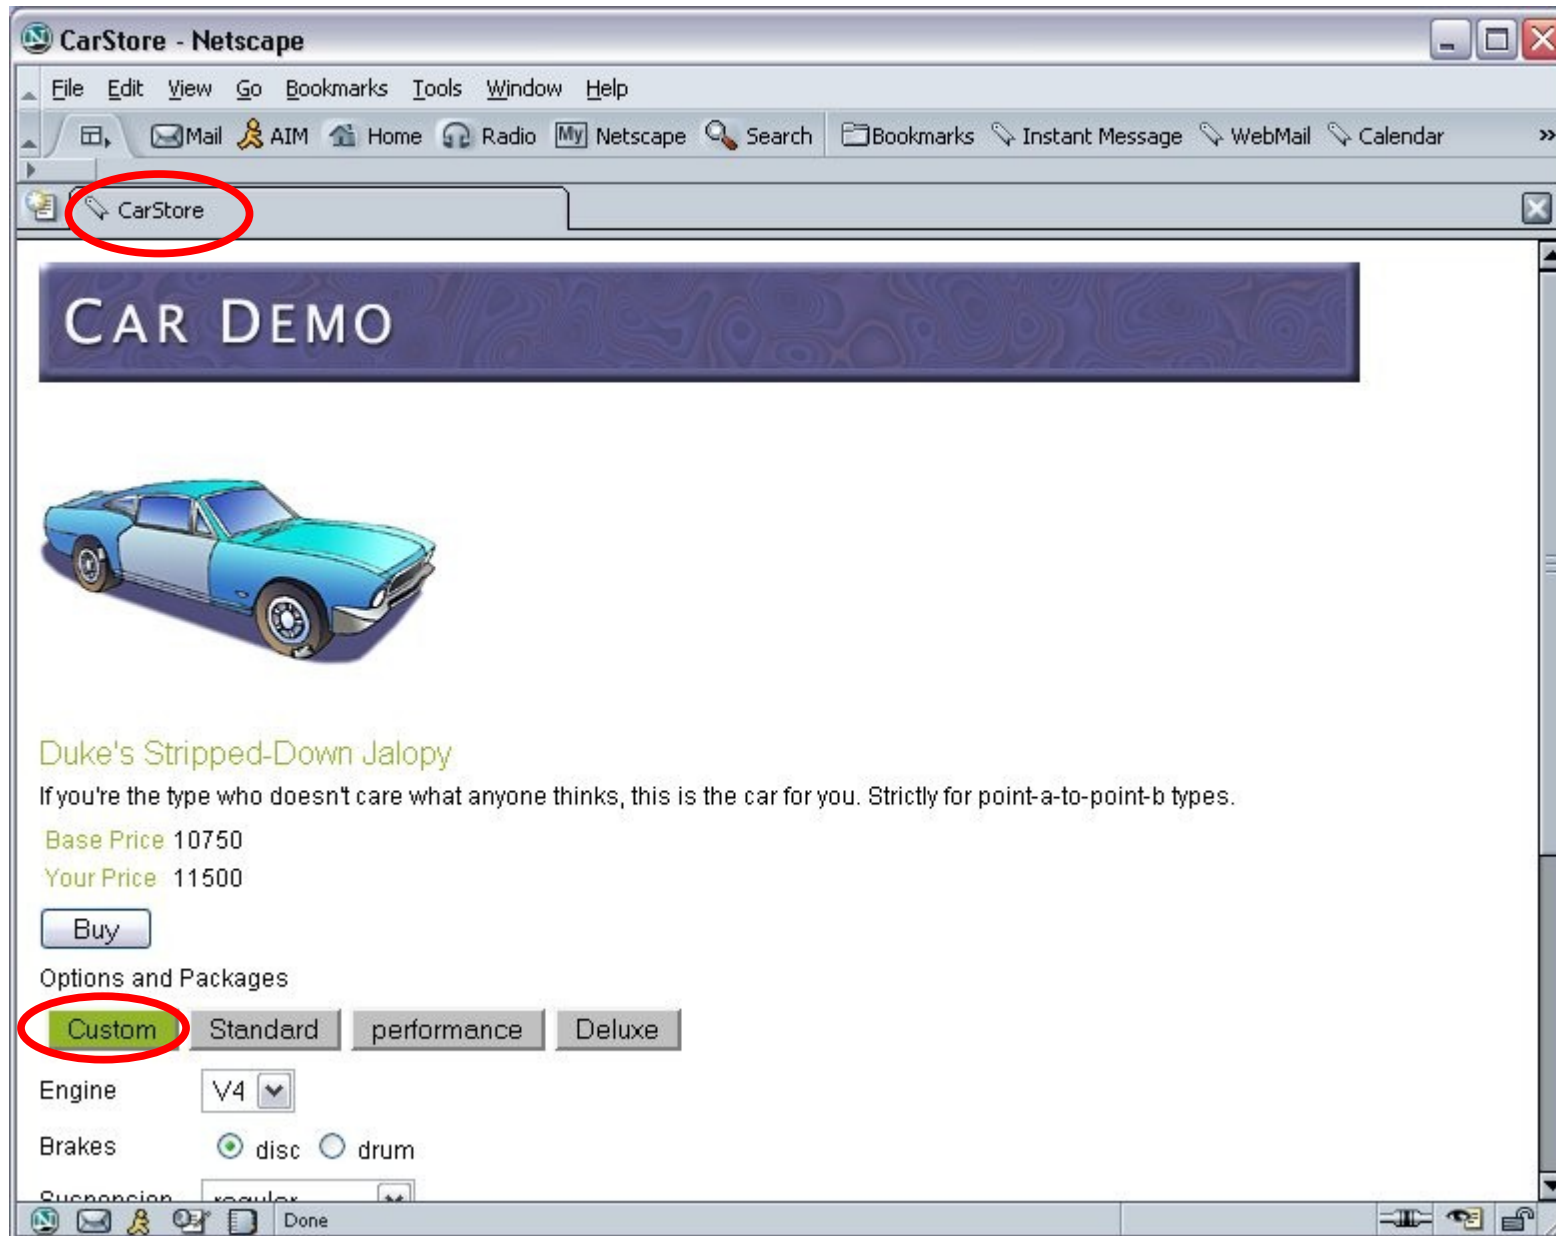 CarStore - Netscape
File Edit View Go Bookmarks Tools Window Help
Mail AIM Home Radio My Netscape Search Bookmarks Instant Message WebMail Calendar »
CarStore
CAR DEMO
Duke's Stripped-Down Jalopy
If you're the type who doesn't care what anyone thinks, this is the car for you. Strictly for point-a-to-point-b types.
Base Price 10750
Your Price 11500
Buy
Options and Packages
Custom Standard performance Deluxe
Engine V4
Brakes disc drum
Suspension regular
Done